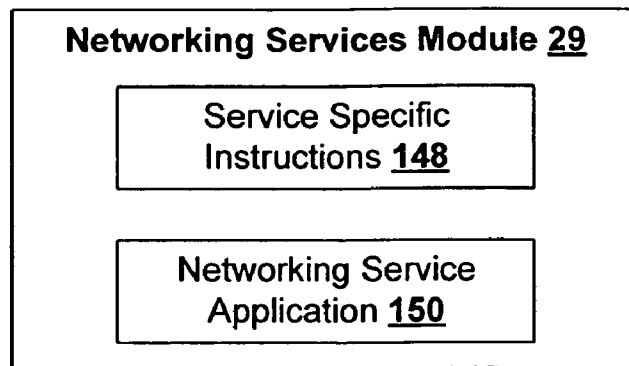 Networking Services Module 29
Service Specific
Instructions 148
Networking Service
Application 150